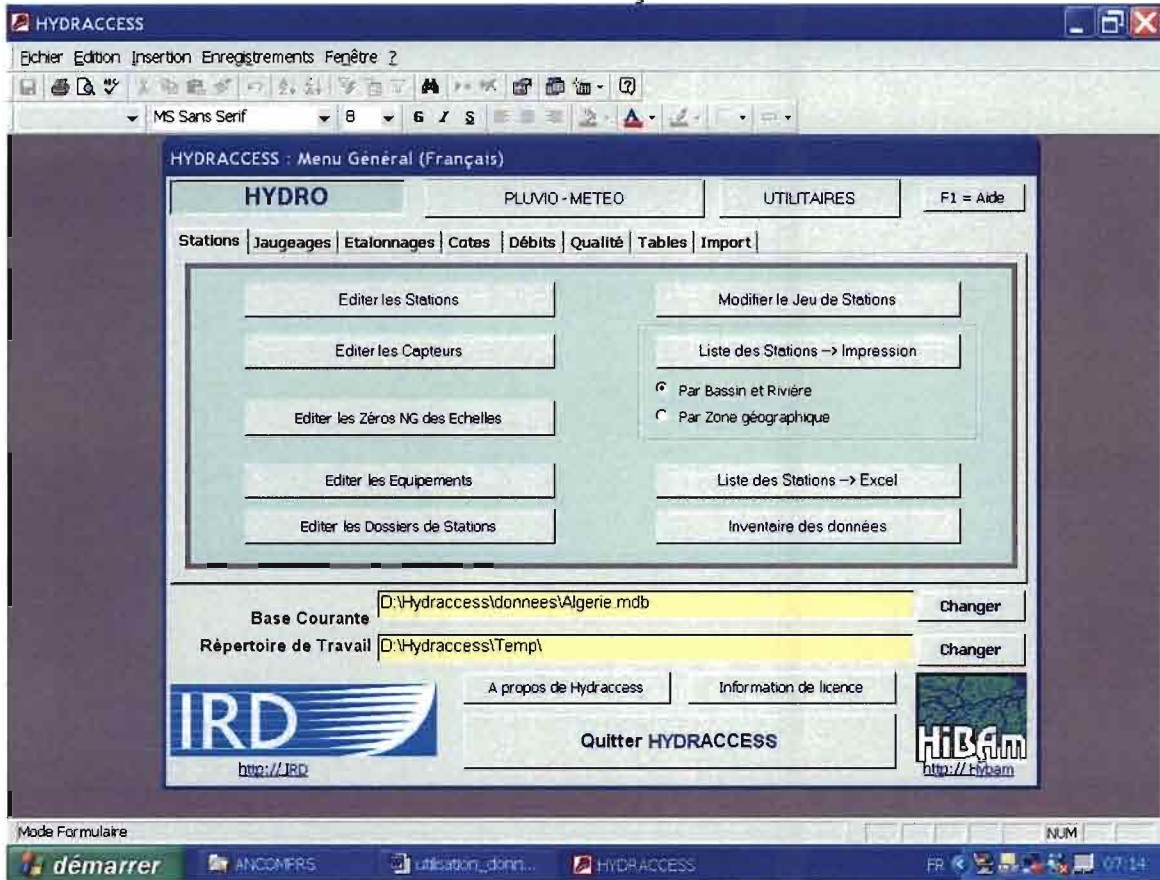 HYDRACCESS
Fichier Edition Insertion Enregistrements Fenêtre ?
MS Sans Serif 8 G I S
HYDRACCESS : Menu Général (Français)
HYDRO PLUVIO - METEO UTILITAIRES F1 = Aide
Stations Jaugeages Etalonnages Cotes Débits Qualité Tables Import
Editer les Stations Modifier le Jeu de Stations
Editer les Capteurs Liste des Stations --> Impression
Par Bassin et Rivière
Editer les Zéros NG des Echelles Par Zone géographique
Editer les Equipements Liste des Stations --> Excel
Editer les Dossiers de Stations Inventaire des données
Base Courante D:\Hydraccess\donnees\Algerie.mdb Changer
Répertoire de Travail D:\Hydraccess\Temp\ Changer
A propos de Hydraccess Information de licence
IRD Quitter HYDRACCESS HiBAm
http://IRD http://Hybam
Mode Formulaire NUM
démarrer ANCOMPRS utilisation_donn... HYDRACCESS FR 07:14